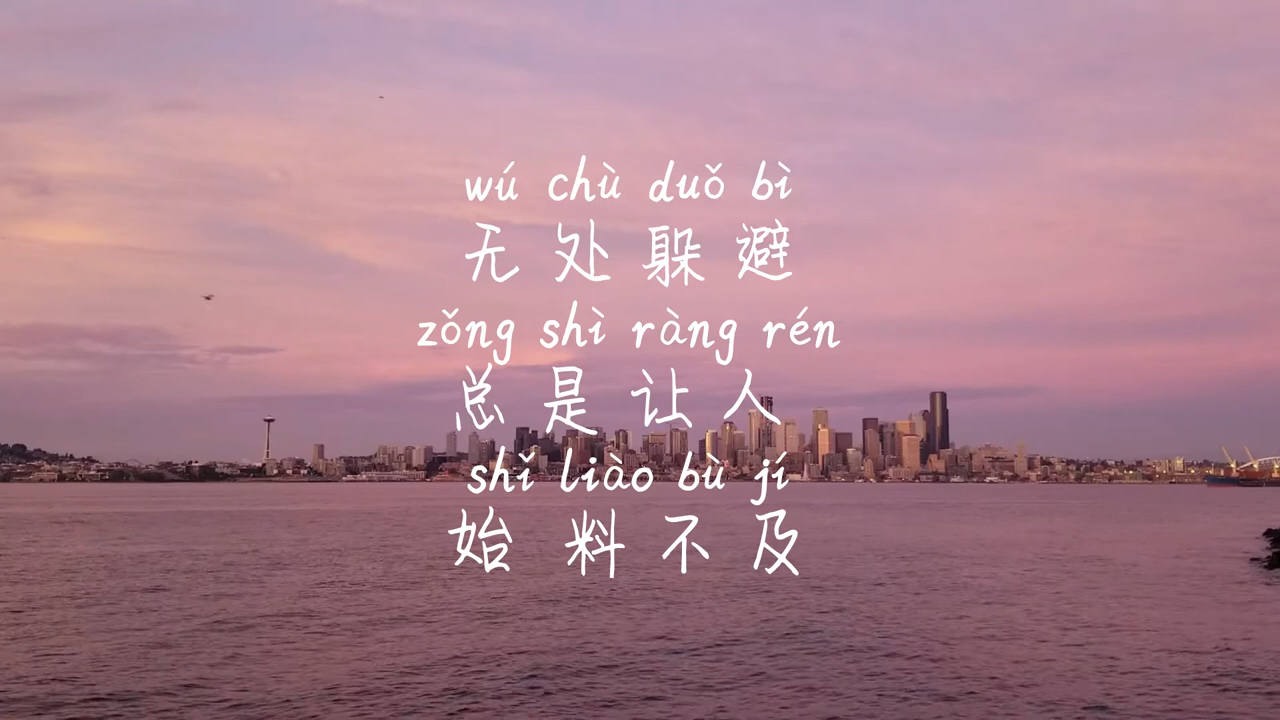 wú chù duǒ bì
无处躲避
zǒng shì ràng rén
总是让人
shǐ liào bù jí
始料不及